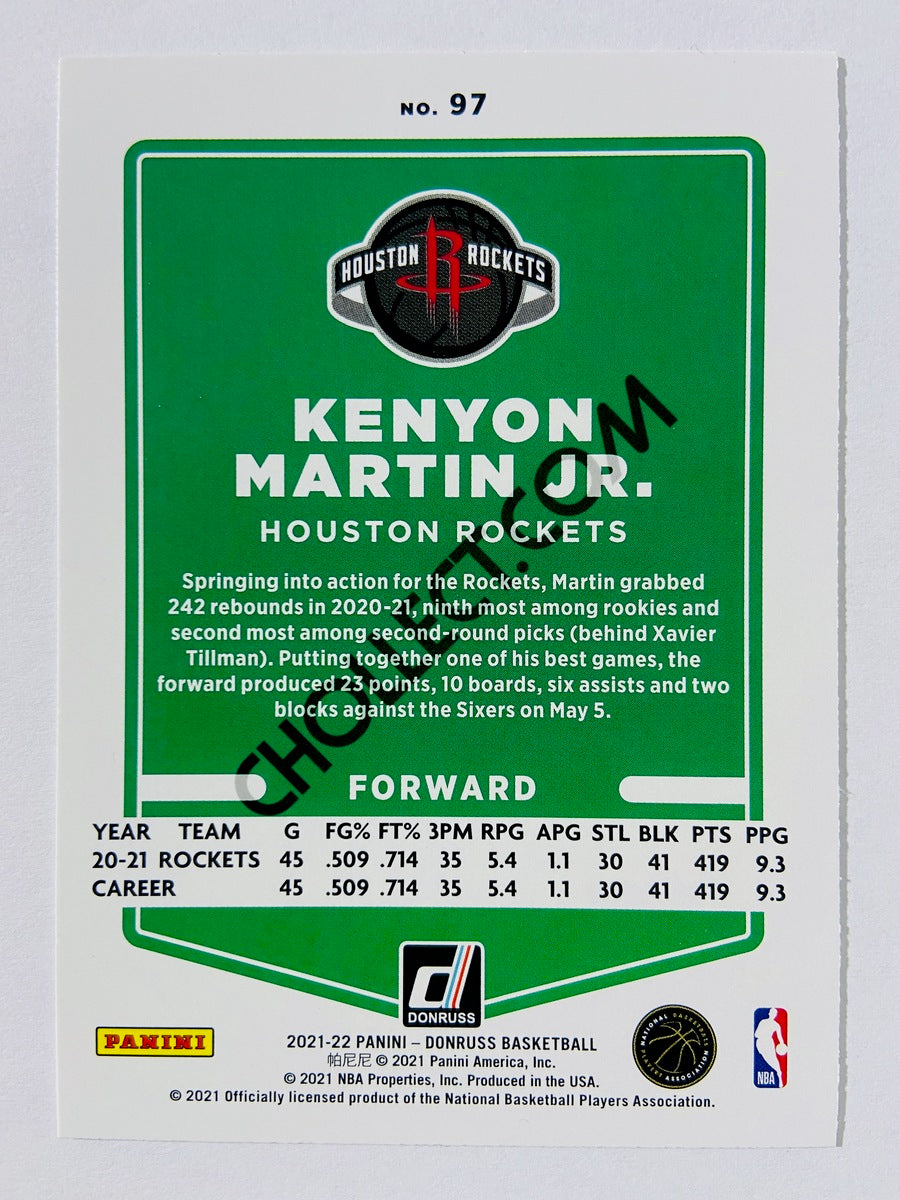 NO. 97
HOUSTON R ROCKETS
KENYON
MARTIN JR.
HOUSTON ROCKETS
Springing into action for the Rockets, Martin grabbed
242 rebounds in 2020-21, ninth most among rookies and
second most among second-round picks (behind Xavier
Tillman). Putting together one of his best games, the
forward produced 23 points, 10 boards, six assists and two
blocks against the Sixers on May 5.
CHOLLECT.COM
FORWARD
YEAR TEAM G FG% FT% 3PM RPG APG STL BLK PTS PPG
20-21 ROCKETS 45 .509 .714 35 5.4 1.1 30 41 419 9.3
CAREER 45 .509 .714 35 5.4 1.1 30 41 419 9.3
d
DONRUSS
PANINI
2021-22 PANINI – DONRUSS BASKETBALL
帕尼尼 © 2021 Panini America, Inc.
© 2021 NBA Properties, Inc. Produced in the USA.
© 2021 Officially licensed product of the National Basketball Players Association.
NATIONAL BASKETBALL PLAYERS ASSOCIATION
NBA